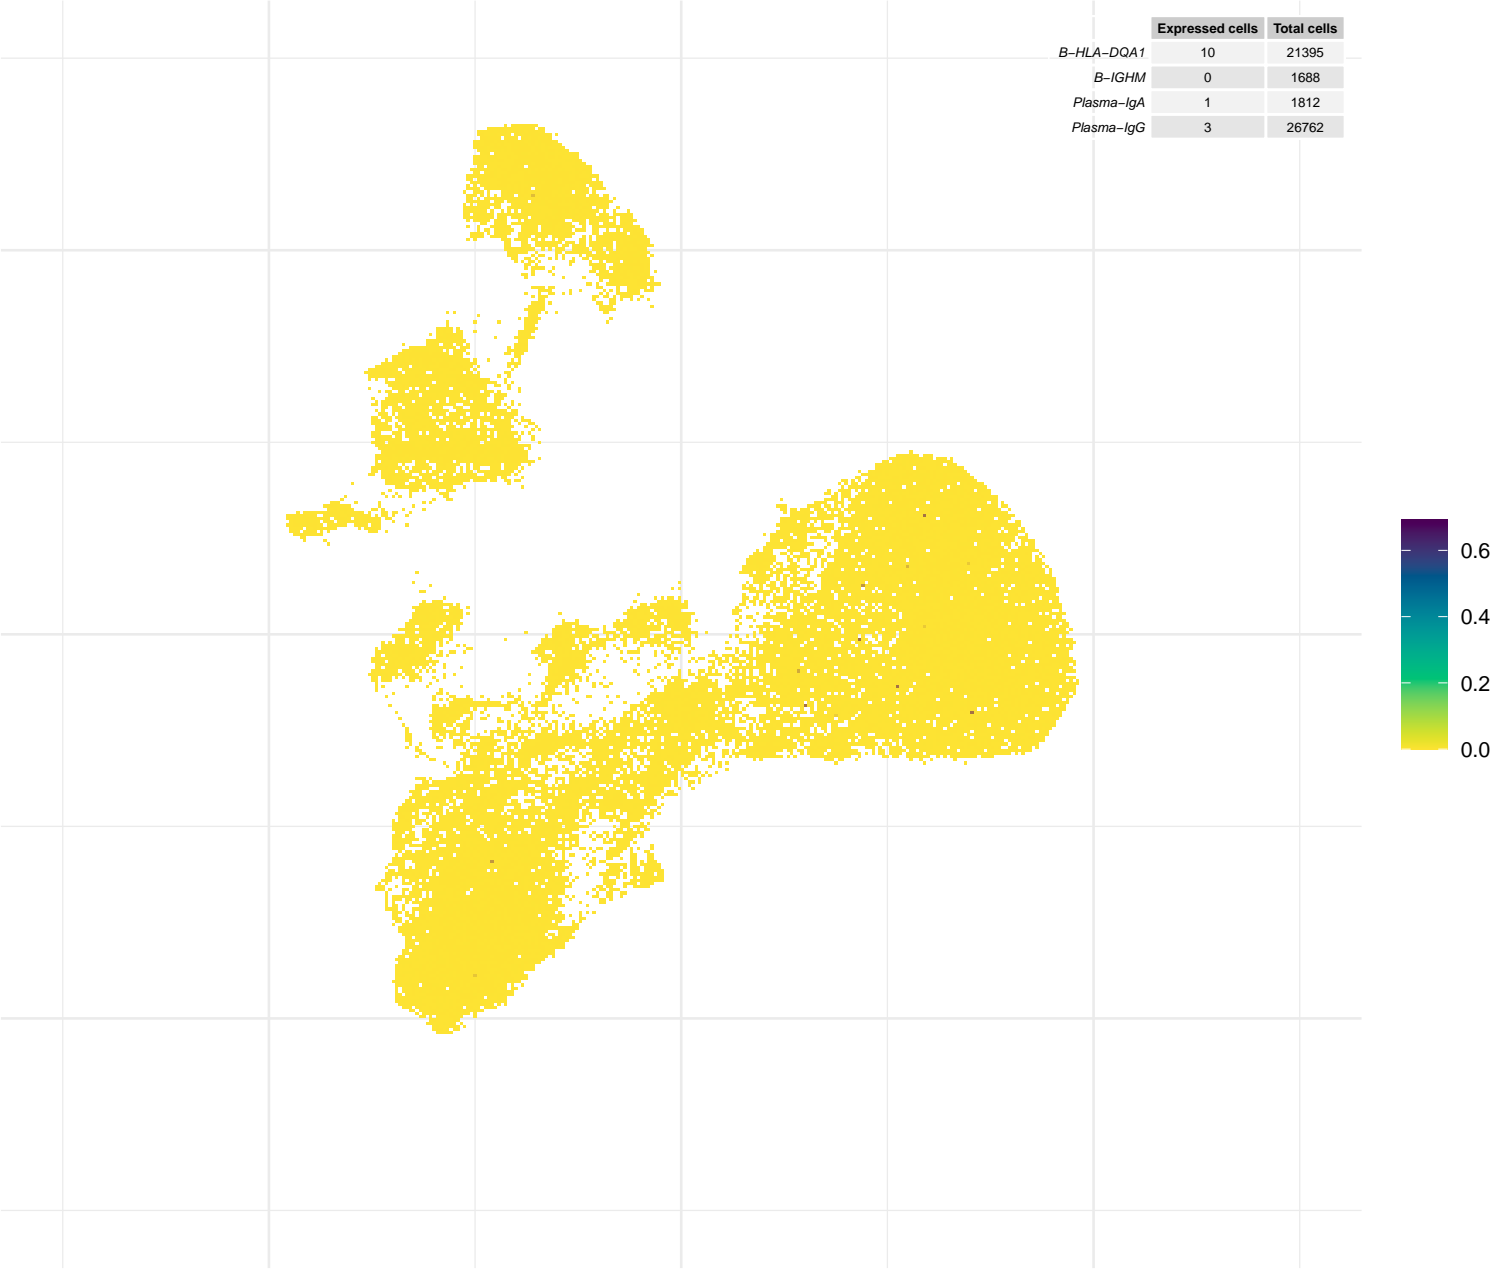 Expressed cells Total cells
B–HLA–DQA1 10 21395
B–IGHM 0 1688
Plasma–IgA 1 1812
Plasma–IgG 3 26762
0.6
0.4
0.2
0.0